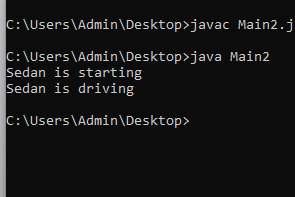 C:\Users\Admin\Desktop>javac Main2.j
C:\Users\Admin\Desktop>java Main2
Sedan is starting
Sedan is driving
C:\Users\Admin\Desktop>